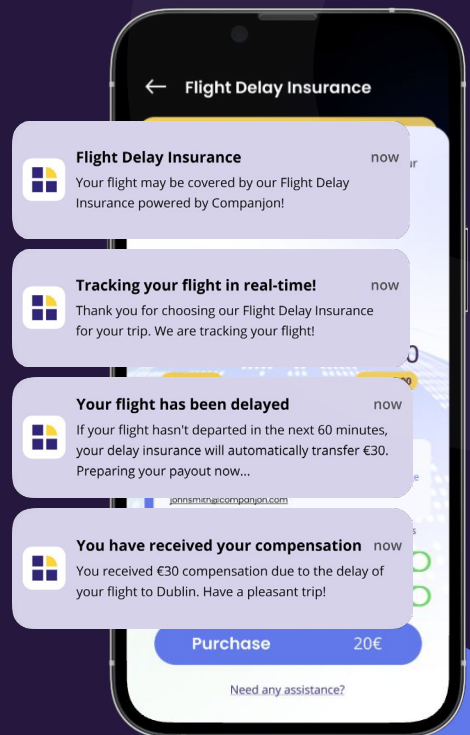 Flight Delay Insurance
Flight Delay Insurance now
Your flight may be covered by our Flight Delay
Insurance powered by Companjon!
Tracking your flight in real-time! now
Thank you for choosing our Flight Delay Insurance
for your trip. We are tracking your flight!
Your flight has been delayed now
If your flight hasn't departed in the next 60 minutes,
your delay insurance will automatically transfer €30.
Preparing your payout now...
johnsmith@companjon.com
You have received your compensation now
You received €30 compensation due to the delay of
your flight to Dublin. Have a pleasant trip!
Purchase 20€
Need any assistance?